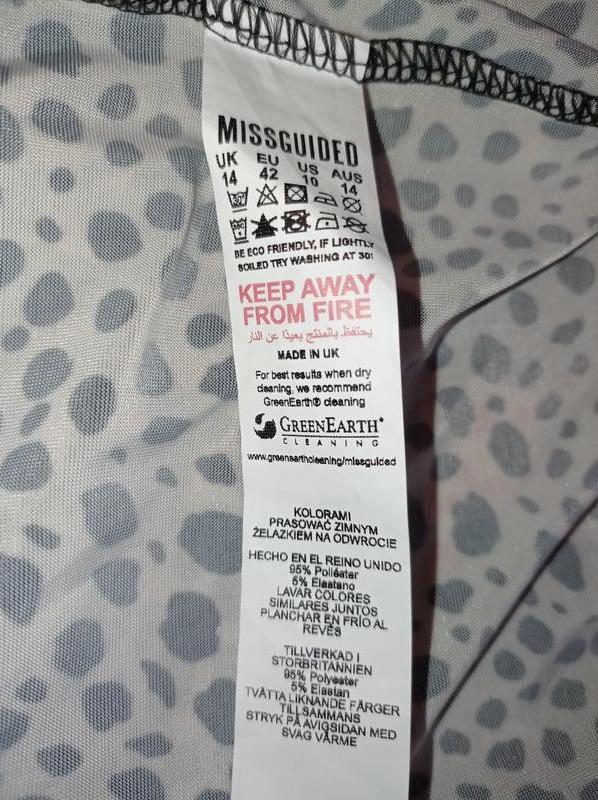 MISSGUIDED
UK EU US AUS
14 42 10 14
BE ECO FRIENDLY, IF LIGHTLY
SOILED TRY WASHING AT 30!
KEEP AWAY
FROM FIRE
يحتفظ بالمنتج بعيدًا عن النار
MADE IN UK
For best results when dry
cleaning, we recommend
GreenEarth® cleaning
GREENEARTH®
CLEANING
www.greenearthcleaning/missguided
KOLORAMI
PRASOWAĆ ZIMNYM
ŻELAZKIEM NA ODWROCIE
HECHO EN EL REINO UNIDO
95% Poliéster
5% Elastano
LAVAR COLORES
SIMILARES JUNTOS
PLANCHAR EN FRÍO AL
REVÉS
TILLVERKAD I
STORBRITANNIEN
95% Polyester
5% Elastan
TVÄTTA LIKNANDE FÄRGER
TILLSAMMANS
STRYK PÅ AVIGSIDAN MED
SVAG VÄRME